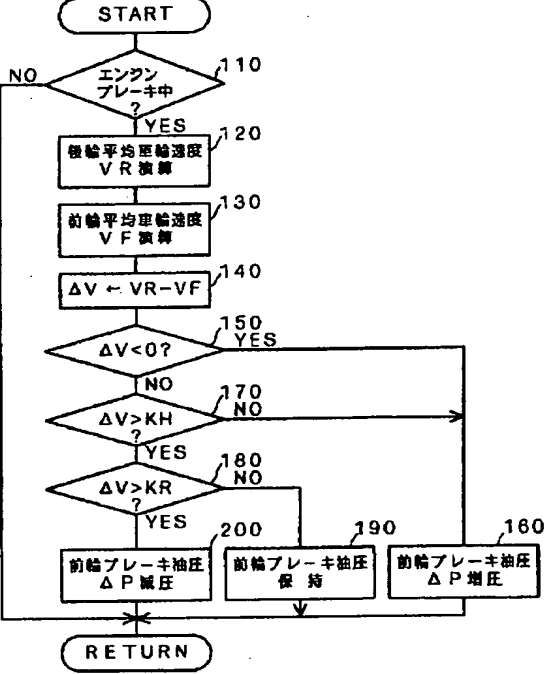 START
110
NO
エンジン
ブレーキ中
?
YES
120
後輪平均車輪速度
VR演算
130
前輪平均車輪速度
VF演算
140
ΔV ← VR−VF
150
YES
ΔV<0?
NO
170
NO
ΔV>KH
?
YES
180
NO
ΔV>KR
?
YES
200
前輪ブレーキ油圧
ΔP減圧
190
前輪ブレーキ油圧
保持
160
前輪ブレーキ油圧
ΔP増圧
RETURN